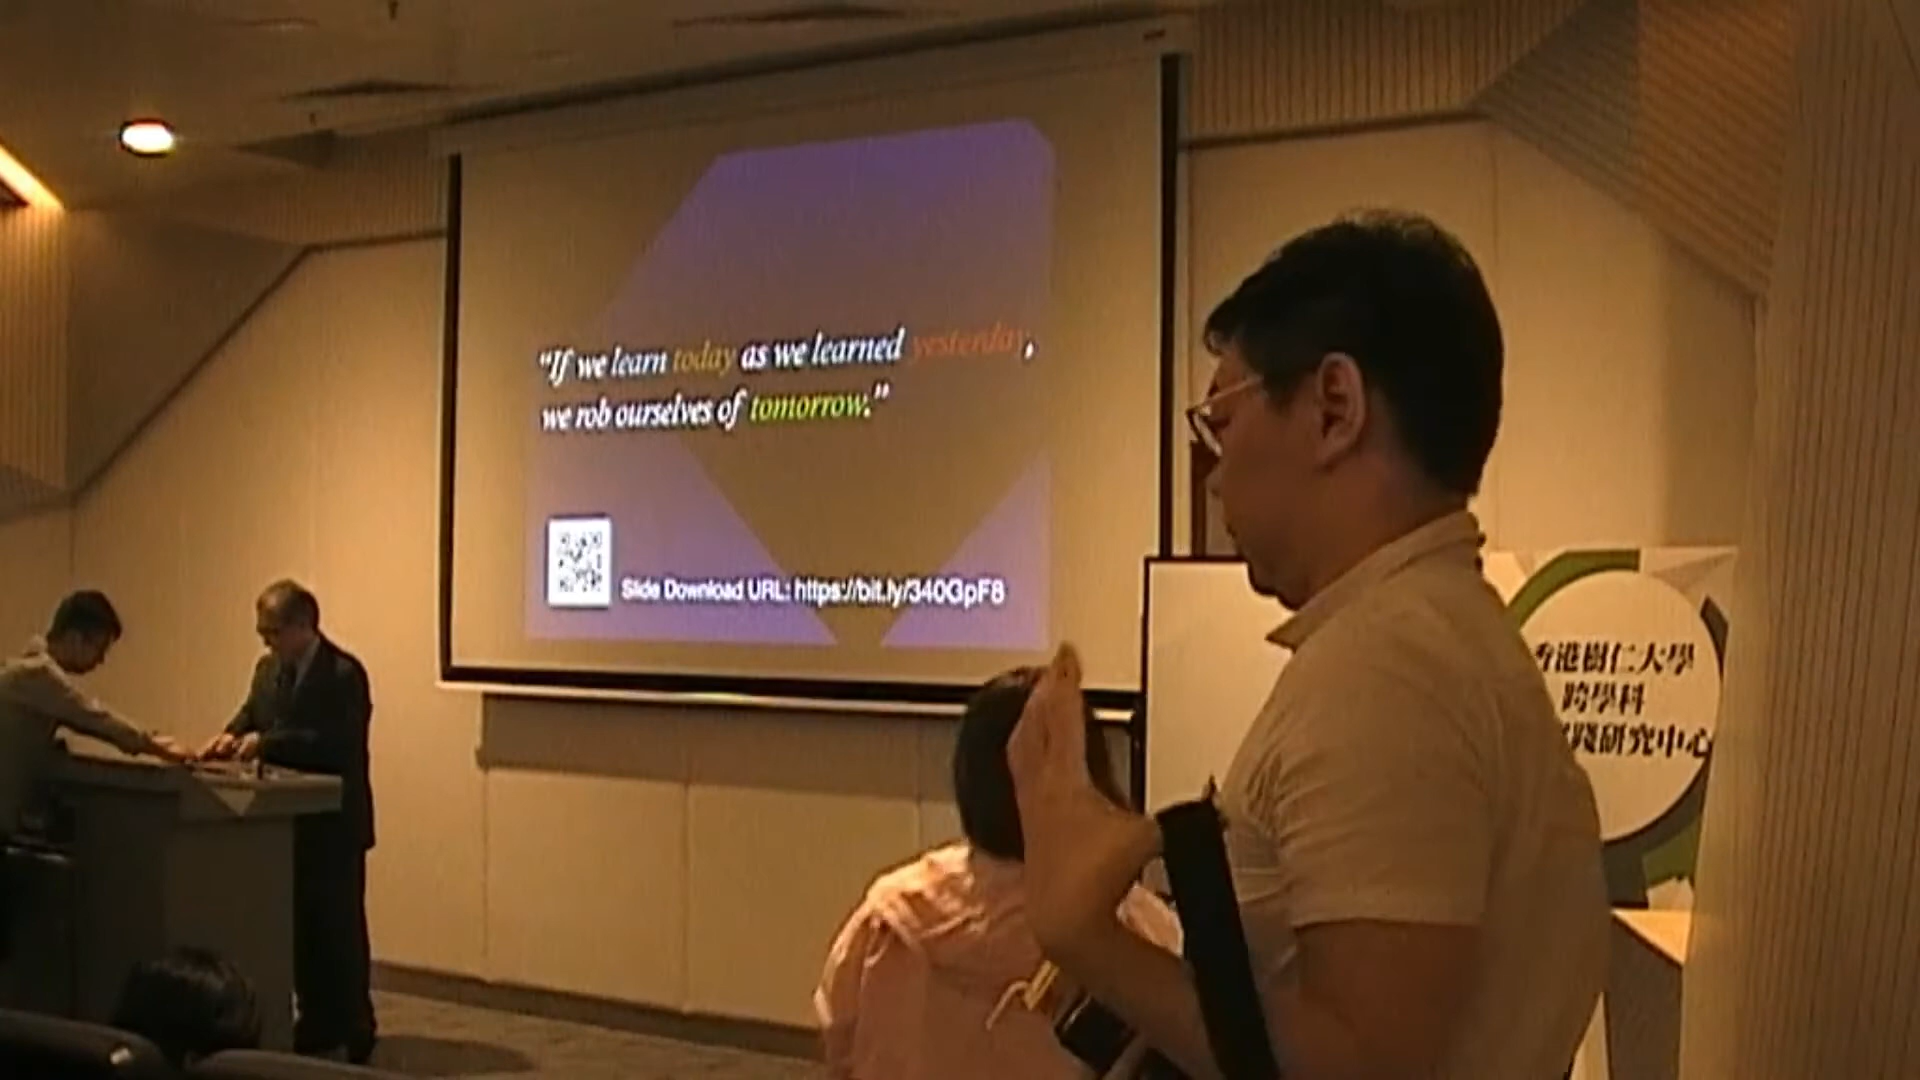 “If we learn today as we learned yesterday,
we rob ourselves of tomorrow.”
Slide Download URL: https://bit.ly/340GpF8
香港樹仁大學
跨學科
踐研究中心